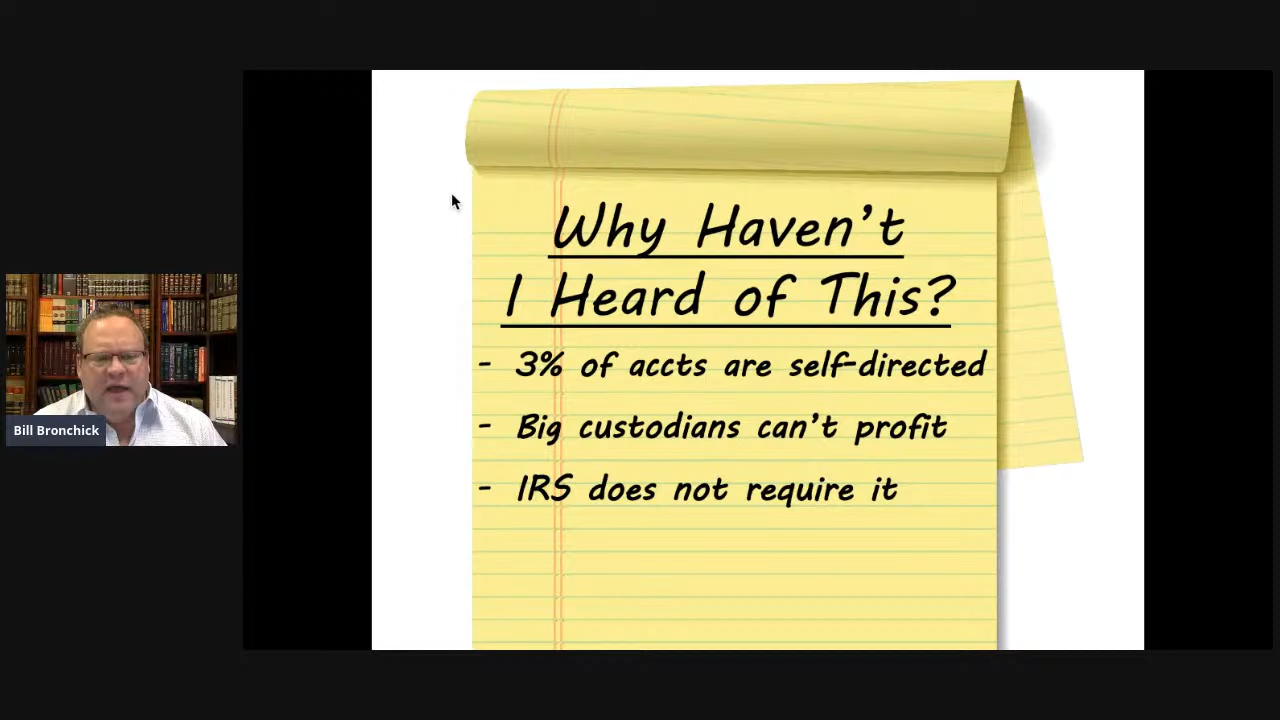 Why Haven’t
I Heard of This?
- 3% of accts are self-directed
- Big custodians can’t profit
- IRS does not require it
Bill Bronchick